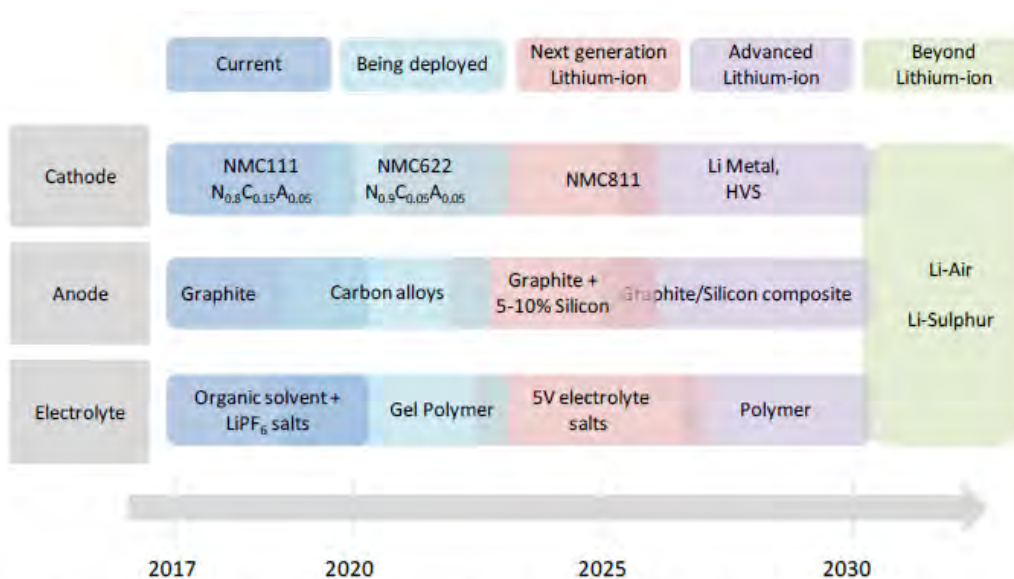 Current
Being deployed
Next generation
Lithium-ion
Advanced
Lithium-ion
Beyond
Lithium-ion
Cathode
NMC111
N₀.₈C₀.₁₅A₀.₀₅
NMC622
N₀.₉C₀.₀₅A₀.₀₅
NMC811
Li Metal,
HVS
Anode
Graphite
Carbon alloys
Graphite +
5-10% Silicon
Graphite/Silicon composite
Li-Air
Li-Sulphur
Electrolyte
Organic solvent +
LiPF₆ salts
Gel Polymer
5V electrolyte
salts
Polymer
2017
2020
2025
2030